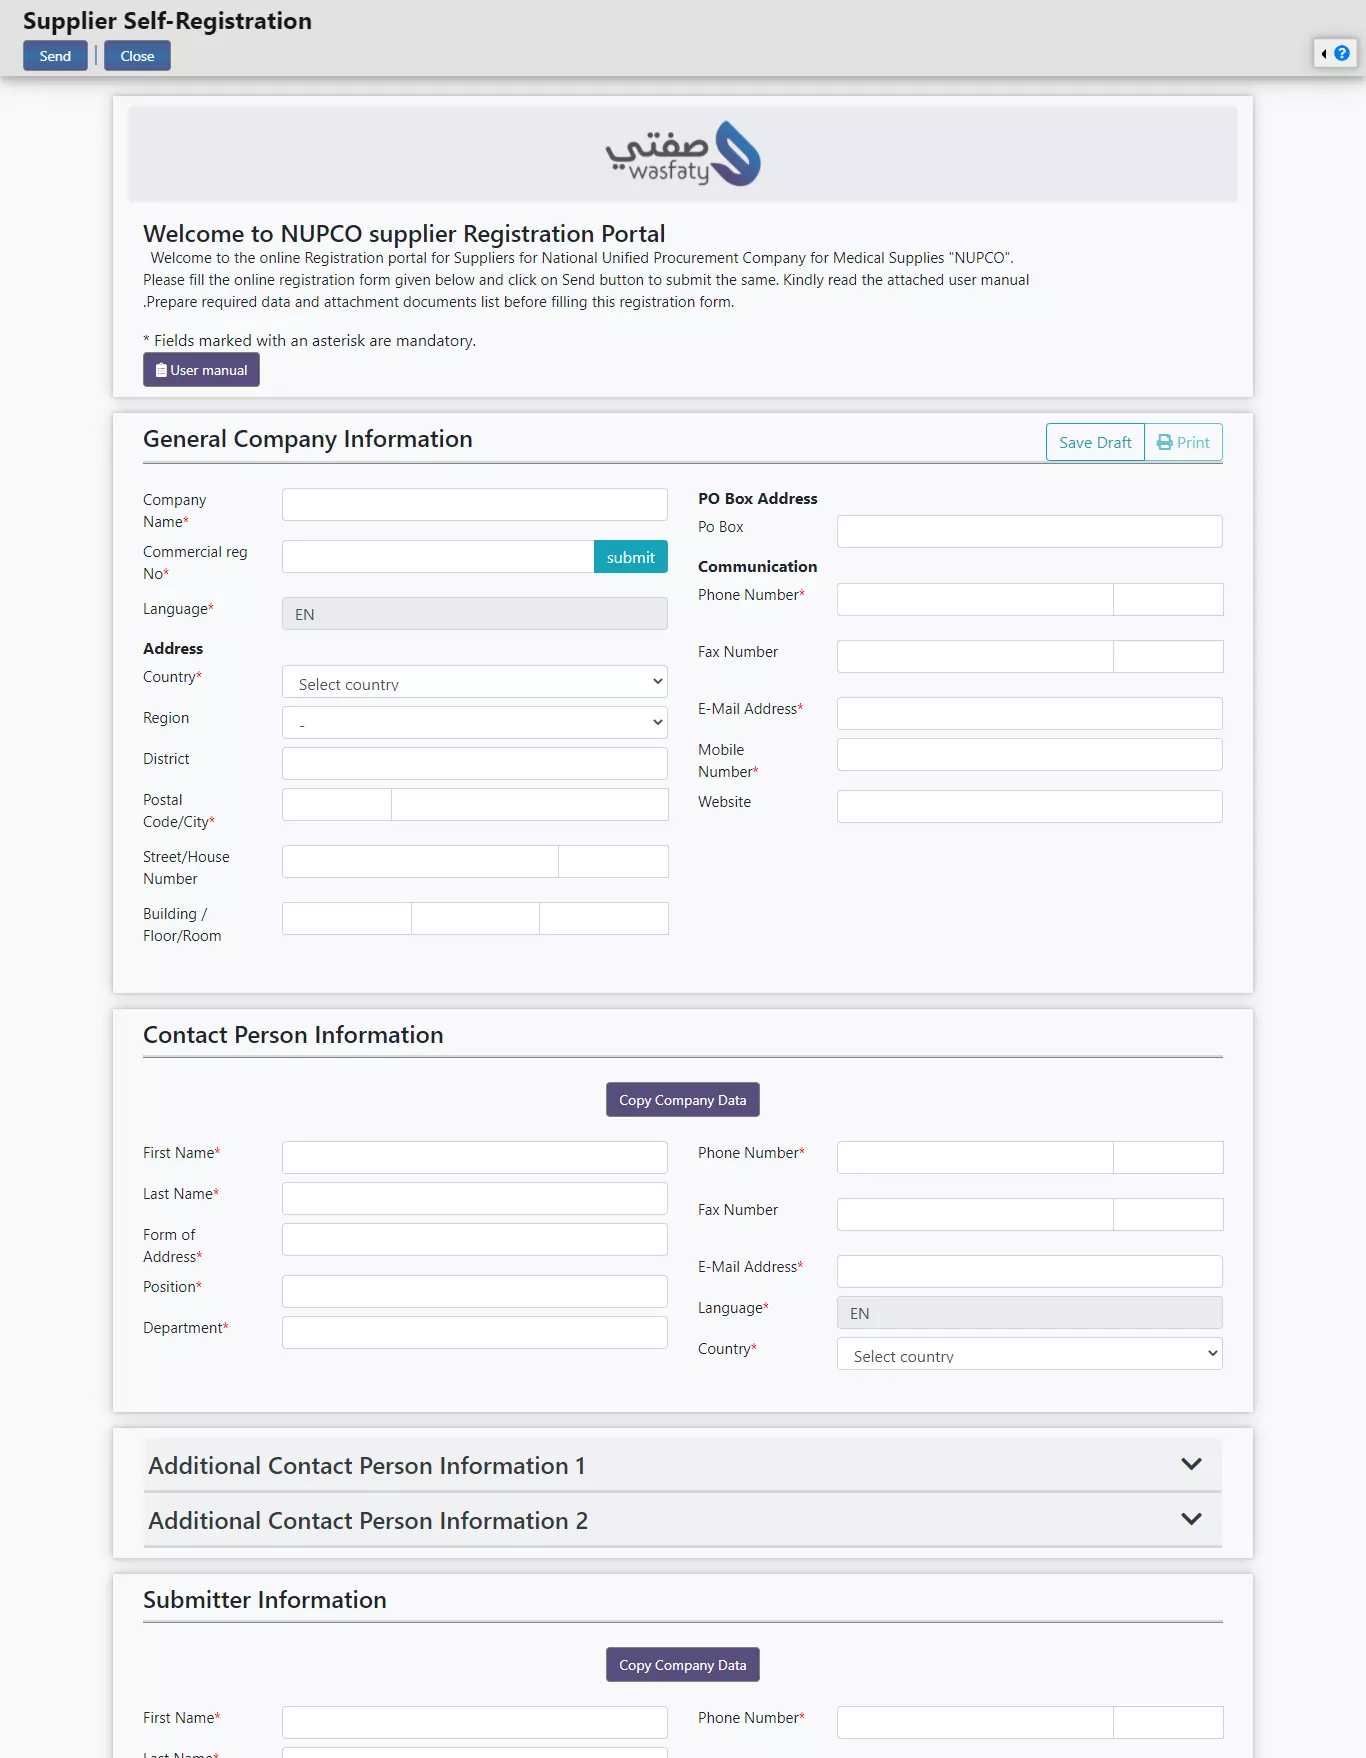 Supplier Self-Registration
Send | Close
?
صفتي
wasfaty
Welcome to NUPCO supplier Registration Portal
Welcome to the online Registration portal for Suppliers for National Unified Procurement Company for Medical Supplies "NUPCO".
Please fill the online registration form given below and click on Send button to submit the same. Kindly read the attached user manual
.Prepare required data and attachment documents list before filling this registration form.
* Fields marked with an asterisk are mandatory.
User manual
General Company Information
Save Draft Print
Company
Name*
Commercial reg
No*
submit
Language*
EN
Address
Country*
Select country
Region
-
District
Postal
Code/City*
Street/House
Number
Building /
Floor/Room
PO Box Address
Po Box
Communication
Phone Number*
Fax Number
E-Mail Address*
Mobile
Number*
Website
Contact Person Information
Copy Company Data
First Name*
Last Name*
Form of
Address*
Position*
Department*
Phone Number*
Fax Number
E-Mail Address*
Language*
EN
Country*
Select country
Additional Contact Person Information 1
Additional Contact Person Information 2
Submitter Information
Copy Company Data
First Name*
Phone Number*
Last Name*